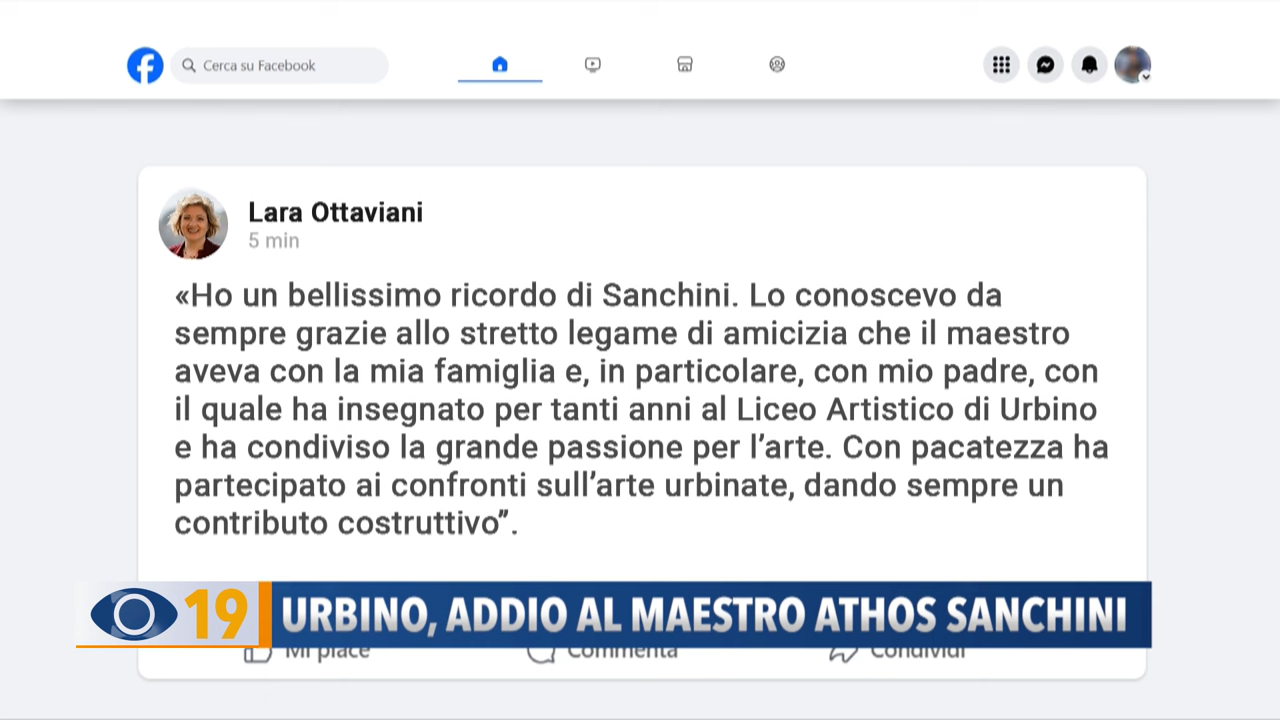 Cerca su Facebook
Lara Ottaviani
5 min
«Ho un bellissimo ricordo di Sanchini. Lo conoscevo da
sempre grazie allo stretto legame di amicizia che il maestro
aveva con la mia famiglia e, in particolare, con mio padre, con
il quale ha insegnato per tanti anni al Liceo Artistico di Urbino
e ha condiviso la grande passione per l’arte. Con pacatezza ha
partecipato ai confronti sull’arte urbinate, dando sempre un
contributo costruttivo”.
19 URBINO, ADDIO AL MAESTRO ATHOS SANCHINI
Mi piace Commenta Condividi